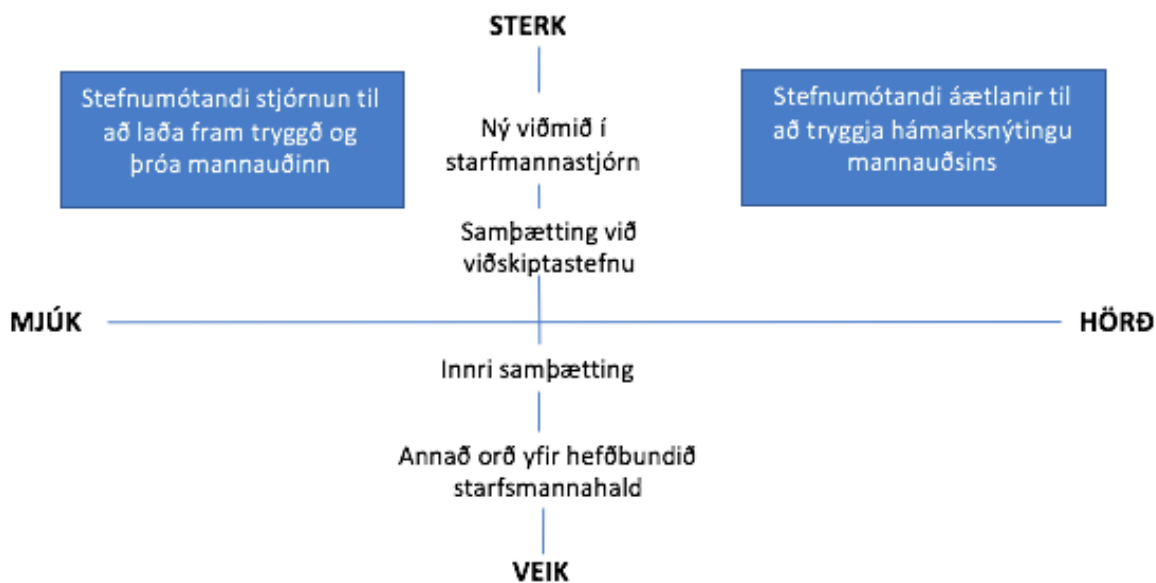 STERK
Stefnumótandi stjórnun til
að laða fram tryggð og
þróa mannauðinn
Ný viðmið í
starfmannastjórn
Stefnumótandi áætlanir til
að tryggja hámarksnýtingu
mannauðsins
Samþætting við
viðskiptastefnu
MJÚK
HÖRÐ
Innri samþætting
Annað orð yfir hefðbundið
starfsmannahald
VEIK